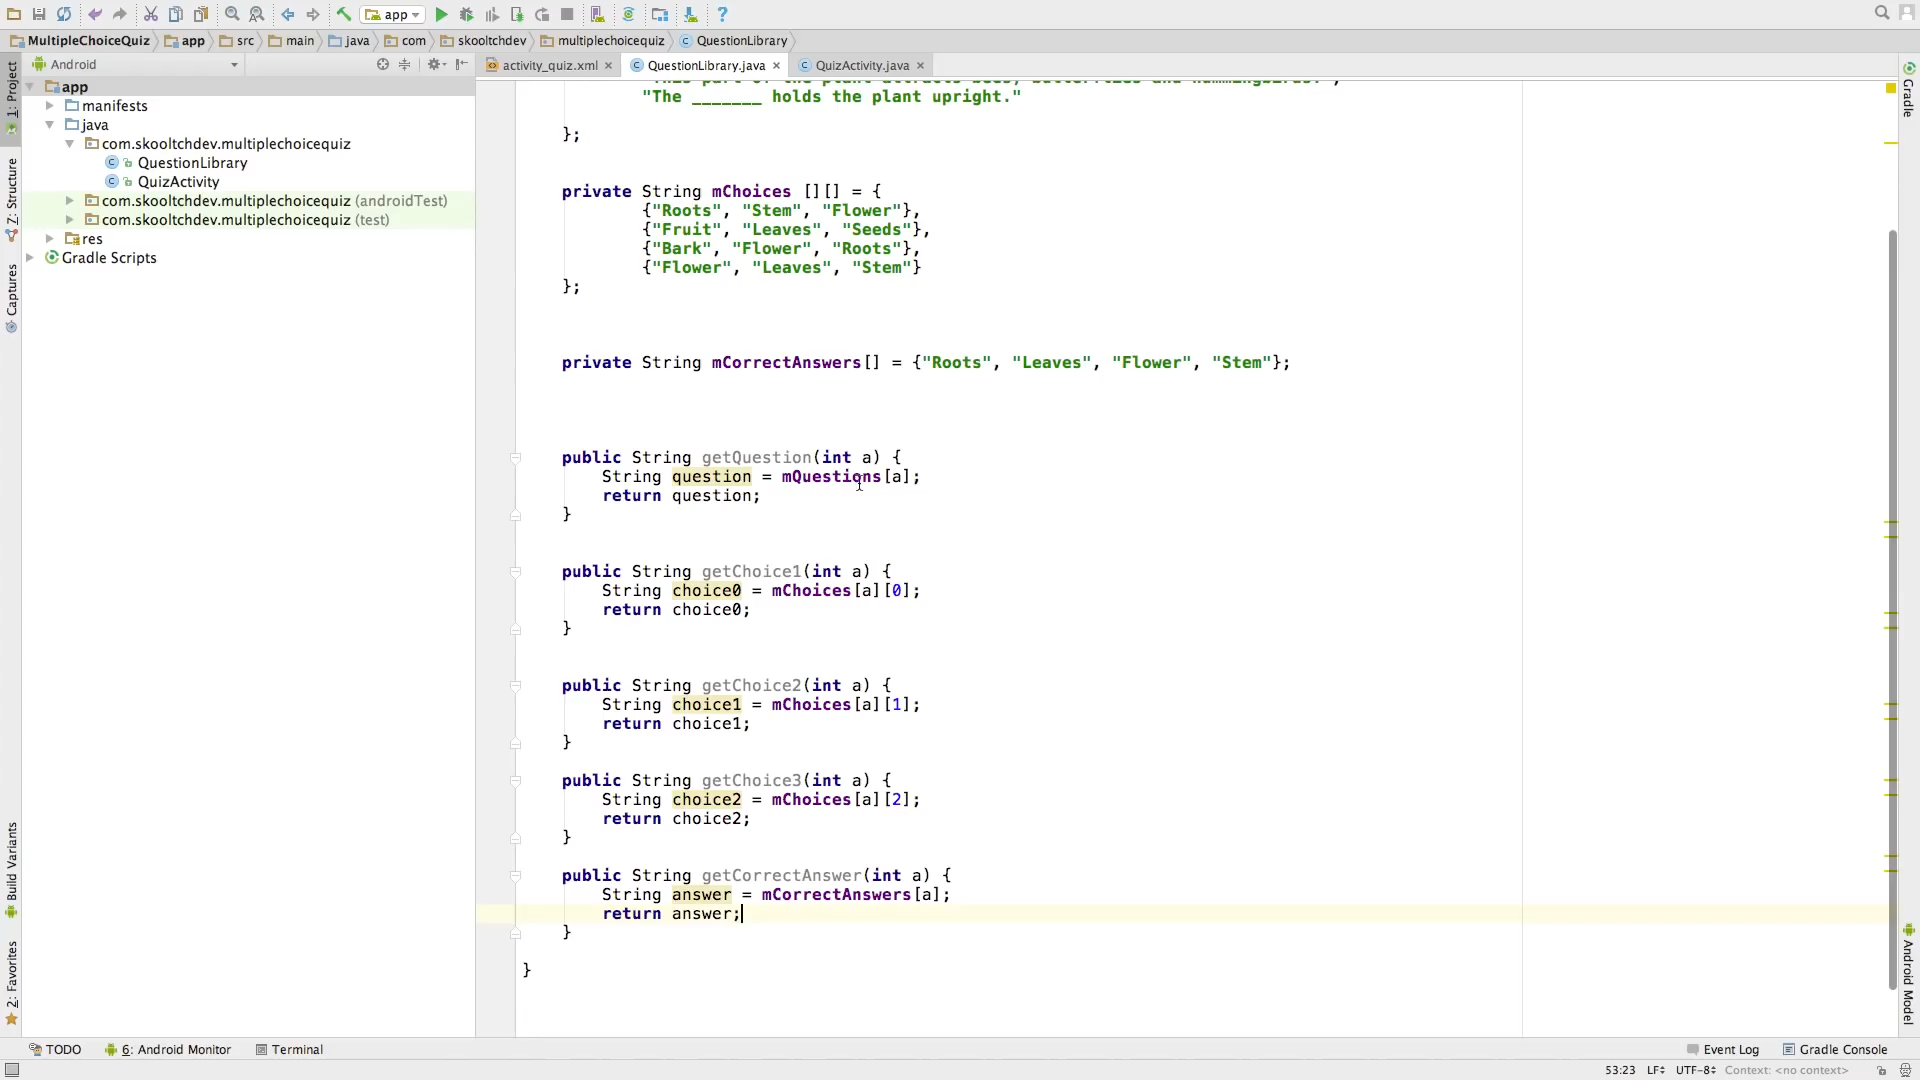 app
MultipleChoiceQuiz app src main java com skooltchdev multiplechoicequiz QuestionLibrary
Android
activity_quiz.xml QuestionLibrary.java QuizActivity.java
1: Project
Z: Structure
Captures
Build Variants
2: Favorites
app
manifests
java
com.skooltchdev.multiplechoicequiz
QuestionLibrary
QuizActivity
com.skooltchdev.multiplechoicequiz (androidTest)
com.skooltchdev.multiplechoicequiz (test)
res
Gradle Scripts
"The _______ holds the plant upright."
};
private String mChoices [][] = {
{"Roots", "Stem", "Flower"},
{"Fruit", "Leaves", "Seeds"},
{"Bark", "Flower", "Roots"},
{"Flower", "Leaves", "Stem"}
};
private String mCorrectAnswers[] = {"Roots", "Leaves", "Flower", "Stem"};
public String getQuestion(int a) {
String question = mQuestions[a];
return question;
}
public String getChoice1(int a) {
String choice0 = mChoices[a][0];
return choice0;
}
public String getChoice2(int a) {
String choice1 = mChoices[a][1];
return choice1;
}
public String getChoice3(int a) {
String choice2 = mChoices[a][2];
return choice2;
}
public String getCorrectAnswer(int a) {
String answer = mCorrectAnswers[a];
return answer;
}
}
Gradle
Android Model
TODO 6: Android Monitor Terminal Event Log Gradle Console
53:23 LF UTF-8 Context: <no context>